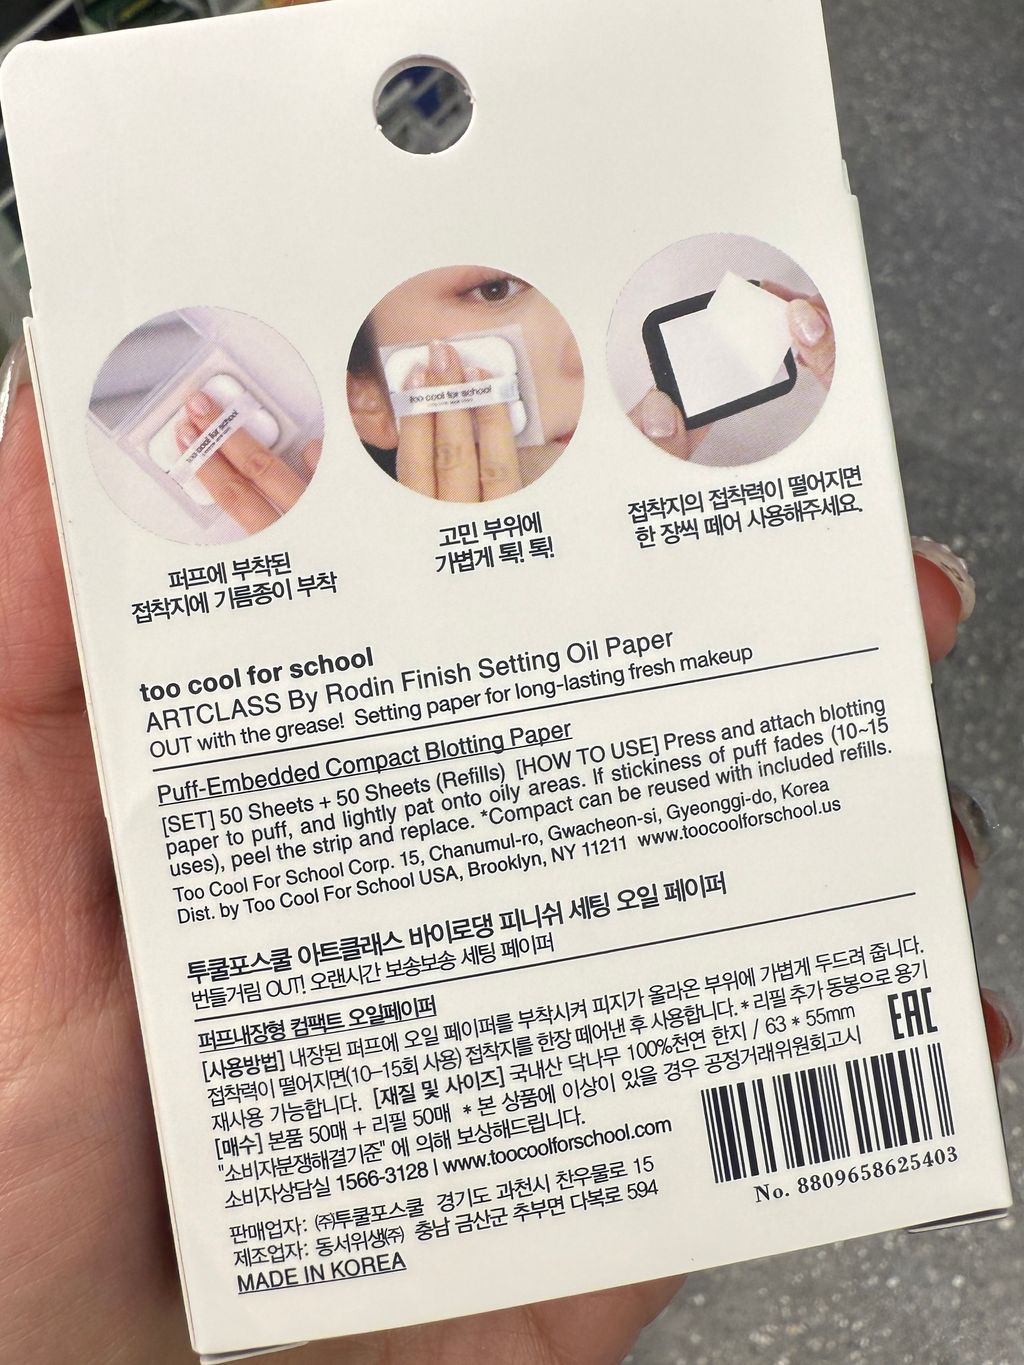 too cool for school
too cool for school
퍼프에 부착된
접착지에 기름종이 부착
고민 부위에
가볍게 톡! 톡!
접착지의 접착력이 떨어지면
한 장씩 떼어 사용해주세요.
too cool for school
ARTCLASS By Rodin Finish Setting Oil Paper
OUT with the grease! Setting paper for long-lasting fresh makeup
Puff-Embedded Compact Blotting Paper
[SET] 50 Sheets + 50 Sheets (Refills) [HOW TO USE] Press and attach blotting
paper to puff, and lightly pat onto oily areas. If stickiness of puff fades (10~15
uses), peel the strip and replace. *Compact can be reused with included refills.
Too Cool For School Corp. 15, Chanumul-ro, Gwacheon-si, Gyeonggi-do, Korea
Dist. by Too Cool For School USA, Brooklyn, NY 11211 www.toocoolforschool.us
투쿨포스쿨 아트클래스 바이로댕 피니쉬 세팅 오일 페이퍼
번들거림 OUT! 오랜시간 보송보송 세팅 페이퍼
퍼프내장형 컴팩트 오일페이퍼
[사용방법] 내장된 퍼프에 오일 페이퍼를 부착시켜 피지가 올라온 부위에 가볍게 두드려 줍니다.
접착력이 떨어지면(10-15회 사용) 접착지를 한장 떼어낸 후 사용합니다. * 리필 추가 동봉으로 용기
재사용 가능합니다. [재질 및 사이즈] 국내산 닥나무 100%천연 한지 / 63 * 55mm
[매수] 본품 50매 + 리필 50매 * 본 상품에 이상이 있을 경우 공정거래위원회고시
"소비자분쟁해결기준" 에 의해 보상해드립니다.
소비자상담실 1566-3128 | www.toocoolforschool.com
판매업자: ㈜투쿨포스쿨 경기도 과천시 찬우물로 15
제조업자: 동서위생㈜ 충남 금산군 추부면 다복로 594
MADE IN KOREA
EAC
No. 8809658625403